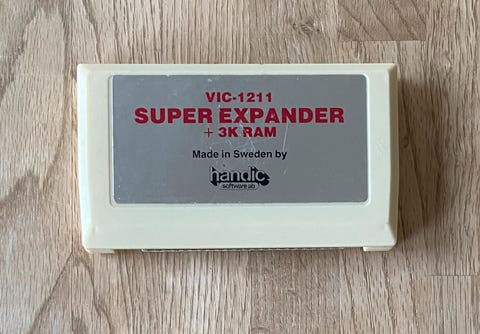 VIC-1211
SUPER EXPANDER
+ 3K RAM
Made in Sweden by
handic
software ab